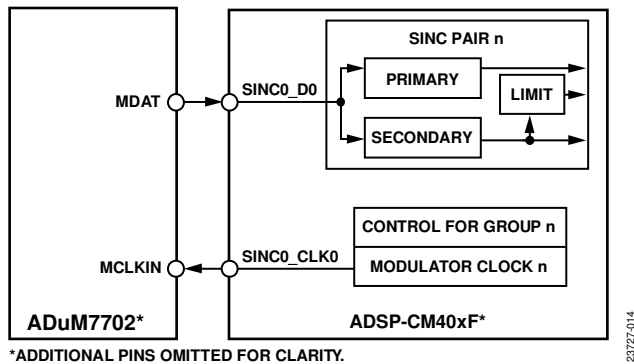 SINC PAIR n
PRIMARY
LIMIT
SECONDARY
MDAT
SINC0_D0
CONTROL FOR GROUP n
MODULATOR CLOCK n
MCLKIN
SINC0_CLK0
ADuM7702*
ADSP-CM40xF*
*ADDITIONAL PINS OMITTED FOR CLARITY.
23727-014